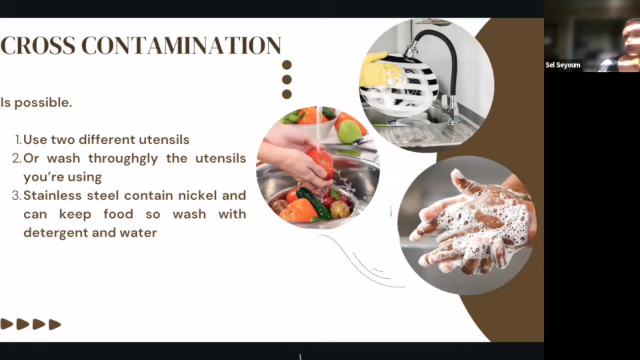 CROSS CONTAMINATION
Is possible.
1. Use two different utensils
2. Or wash throughgly the utensils
you're using
3. Stainless steel contain nickel and
can keep food so wash with
detergent and water
Sel Seyoum